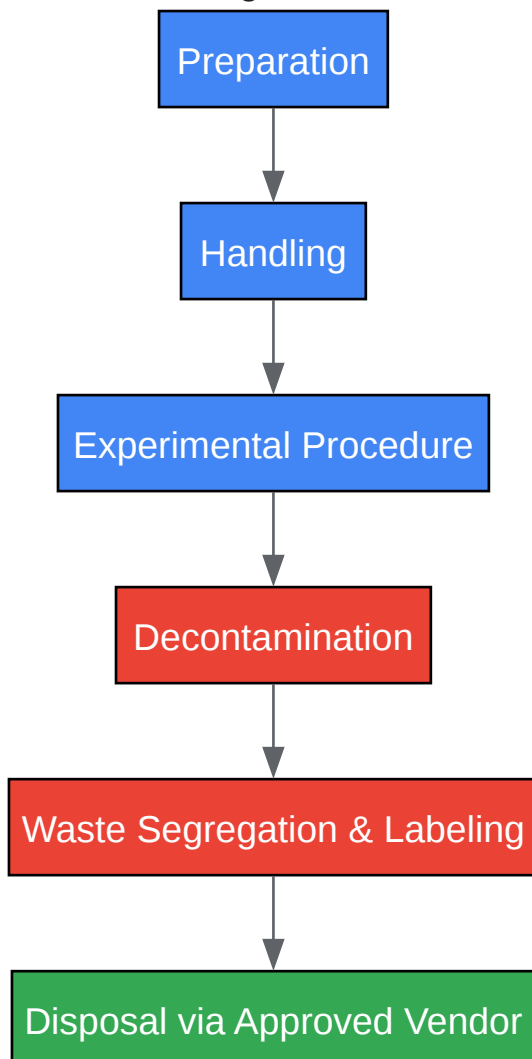 Preparation
Handling
Experimental Procedure
Decontamination
Waste Segregation & Labeling
Disposal via Approved Vendor